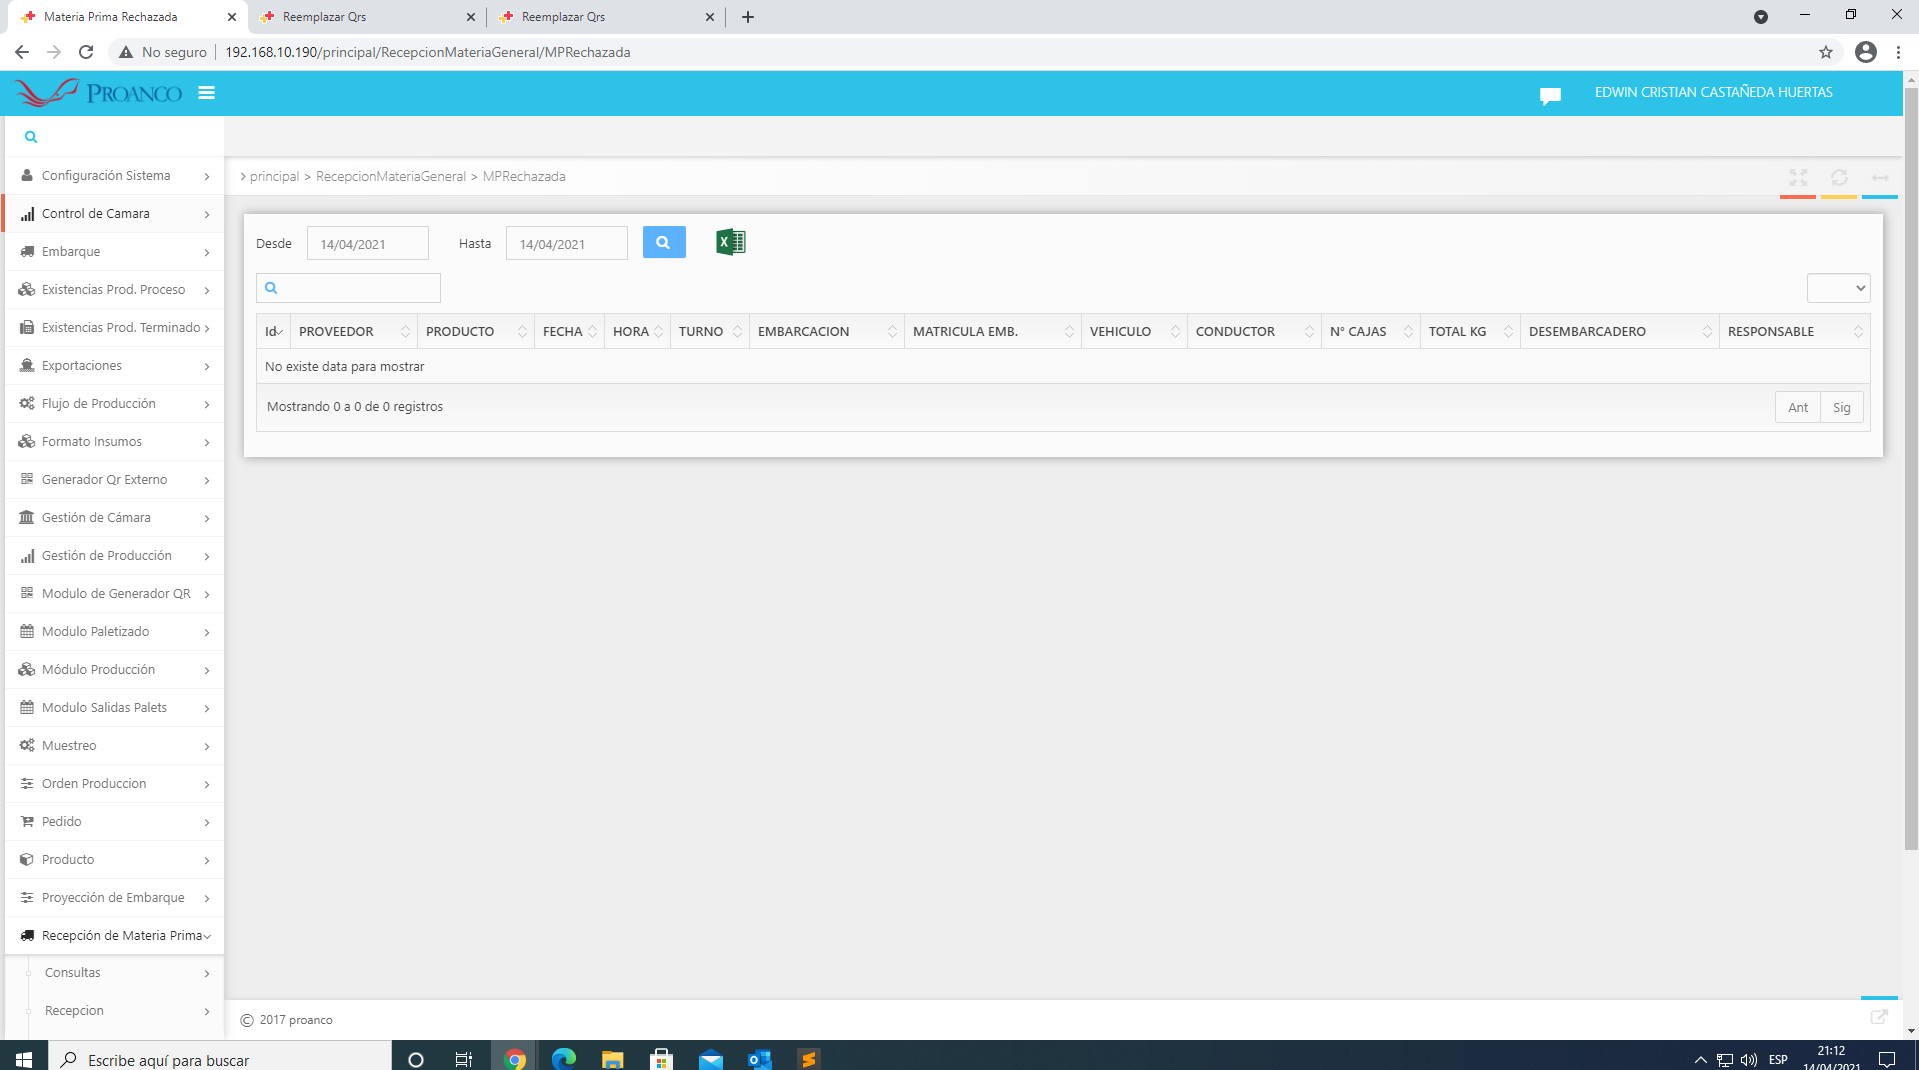 Materia Prima Rechazada
Reemplazar Qrs
Reemplazar Qrs
No seguro
192.168.10.190/principal/RecepcionMateriaGeneral/MPRechazada
PROANCO
EDWIN CRISTIAN CASTAÑEDA HUERTAS
Configuración Sistema
Control de Camara
Embarque
Existencias Prod. Proceso
Existencias Prod. Terminado
Exportaciones
Flujo de Producción
Formato Insumos
Generador Qr Externo
Gestión de Cámara
Gestión de Producción
Modulo de Generador QR
Modulo Paletizado
Módulo Producción
Modulo Salidas Palets
Muestreo
Orden Produccion
Pedido
Producto
Proyección de Embarque
Recepción de Materia Prima
Consultas
Recepcion
> principal > RecepcionMateriaGeneral > MPRechazada
Desde 14/04/2021 Hasta 14/04/2021
Id PROVEEDOR PRODUCTO FECHA HORA TURNO EMBARCACION MATRICULA EMB. VEHICULO CONDUCTOR N° CAJAS TOTAL KG DESEMBARCADERO RESPONSABLE
No existe data para mostrar
Mostrando 0 a 0 de 0 registros
Ant Sig
© 2017 proanco
Escribe aquí para buscar
ESP
21:12
14/04/2021